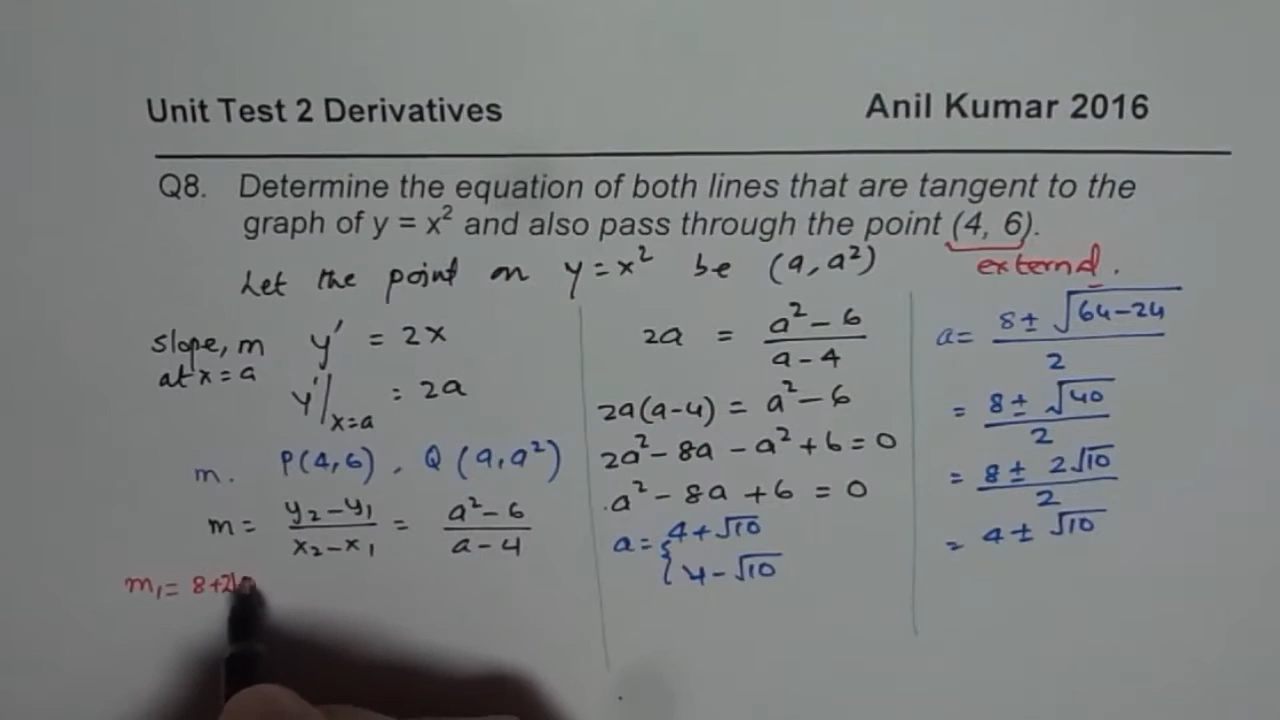 Unit Test 2 Derivatives
Anil Kumar 2016
Q8. Determine the equation of both lines that are tangent to the
graph of y = x² and also pass through the point (4, 6).
external.
Let the point on y = x² be (a, a²)
slope, m
at x = a
y' = 2x
y'|ₓ₌ₐ = 2a
m. P(4,6), Q(a, a²)
m = (y₂ - y₁)/(x₂ - x₁) = (a² - 6)/(a - 4)
m₁ = 8 + 2
2a = (a² - 6)/(a - 4)
2a(a-4) = a² - 6
2a² - 8a - a² + 6 = 0
a² - 8a + 6 = 0
a = { 4 + √10
4 - √10
a = (8 ± √(64-24))/2
= (8 ± √40)/2
= (8 ± 2√10)/2
= 4 ± √10